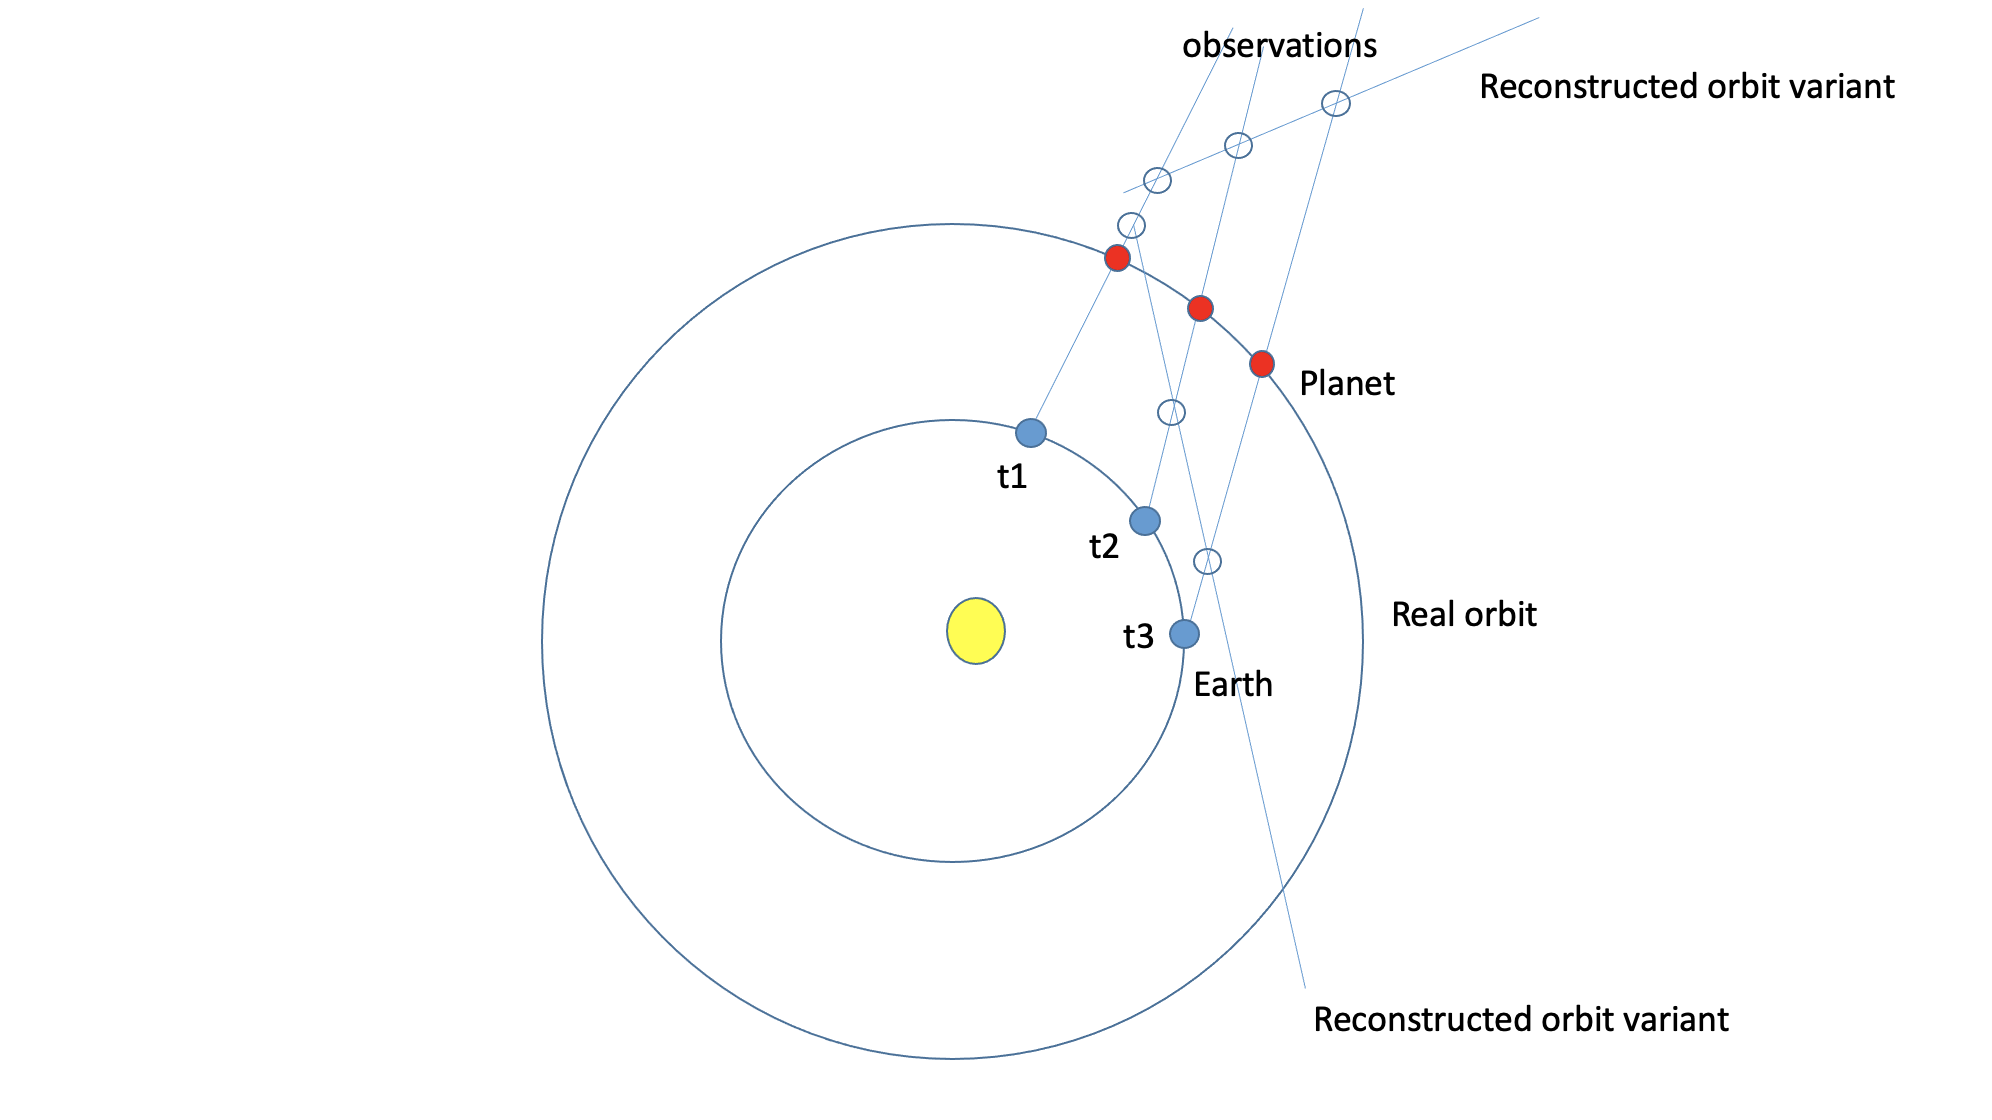 observations
Reconstructed orbit variant
Planet
t1
t2
Real orbit
t3
Earth
Reconstructed orbit variant